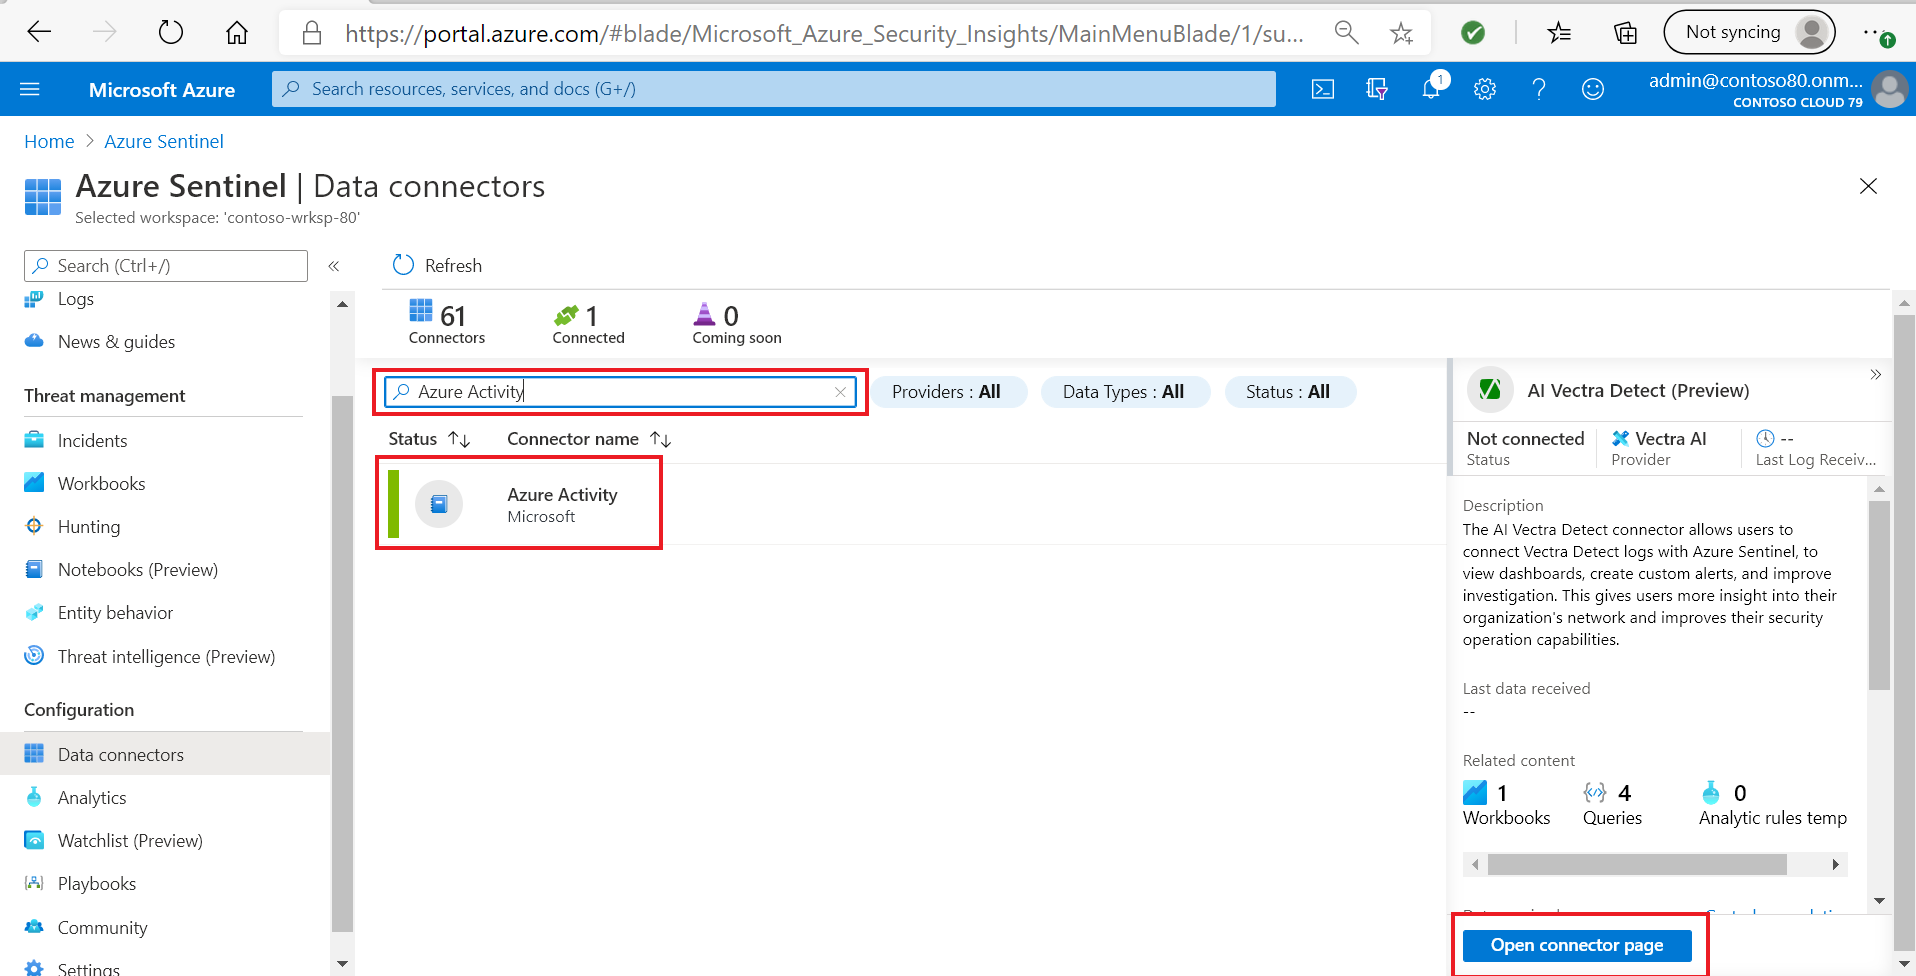 https://portal.azure.com/#blade/Microsoft_Azure_Security_Insights/MainMenuBlade/1/su...
Not syncing
Microsoft Azure
Search resources, services, and docs (G+/)
1
admin@contoso80.onm...
CONTOSO CLOUD 79
Home > Azure Sentinel
Azure Sentinel | Data connectors
Selected workspace: 'contoso-wrksp-80'
Search (Ctrl+/)
«
Refresh
Logs
News & guides
Threat management
Incidents
Workbooks
Hunting
Notebooks (Preview)
Entity behavior
Threat intelligence (Preview)
Configuration
Data connectors
Analytics
Watchlist (Preview)
Playbooks
Community
Settings
61
Connectors
1
Connected
0
Coming soon
Azure Activity
Providers : All
Data Types : All
Status : All
Status
Connector name
Azure Activity
Microsoft
»
AI Vectra Detect (Preview)
Not connected
Status
Vectra AI
Provider
--
Last Log Receiv...
Description
The AI Vectra Detect connector allows users to
connect Vectra Detect logs with Azure Sentinel, to
view dashboards, create custom alerts, and improve
investigation. This gives users more insight into their
organization's network and improves their security
operation capabilities.
Last data received
--
Related content
1
Workbooks
4
Queries
0
Analytic rules temp
Open connector page